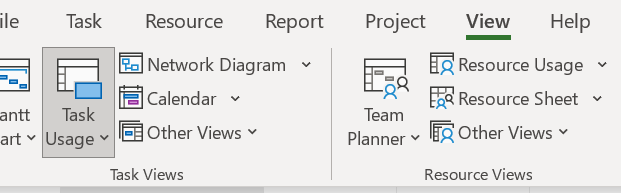 ile Task Resource Report Project View Help
antt Task Network Diagram Team Resource Usage
art Usage Calendar Planner Resource Sheet
Other Views Other Views
Task Views Resource Views